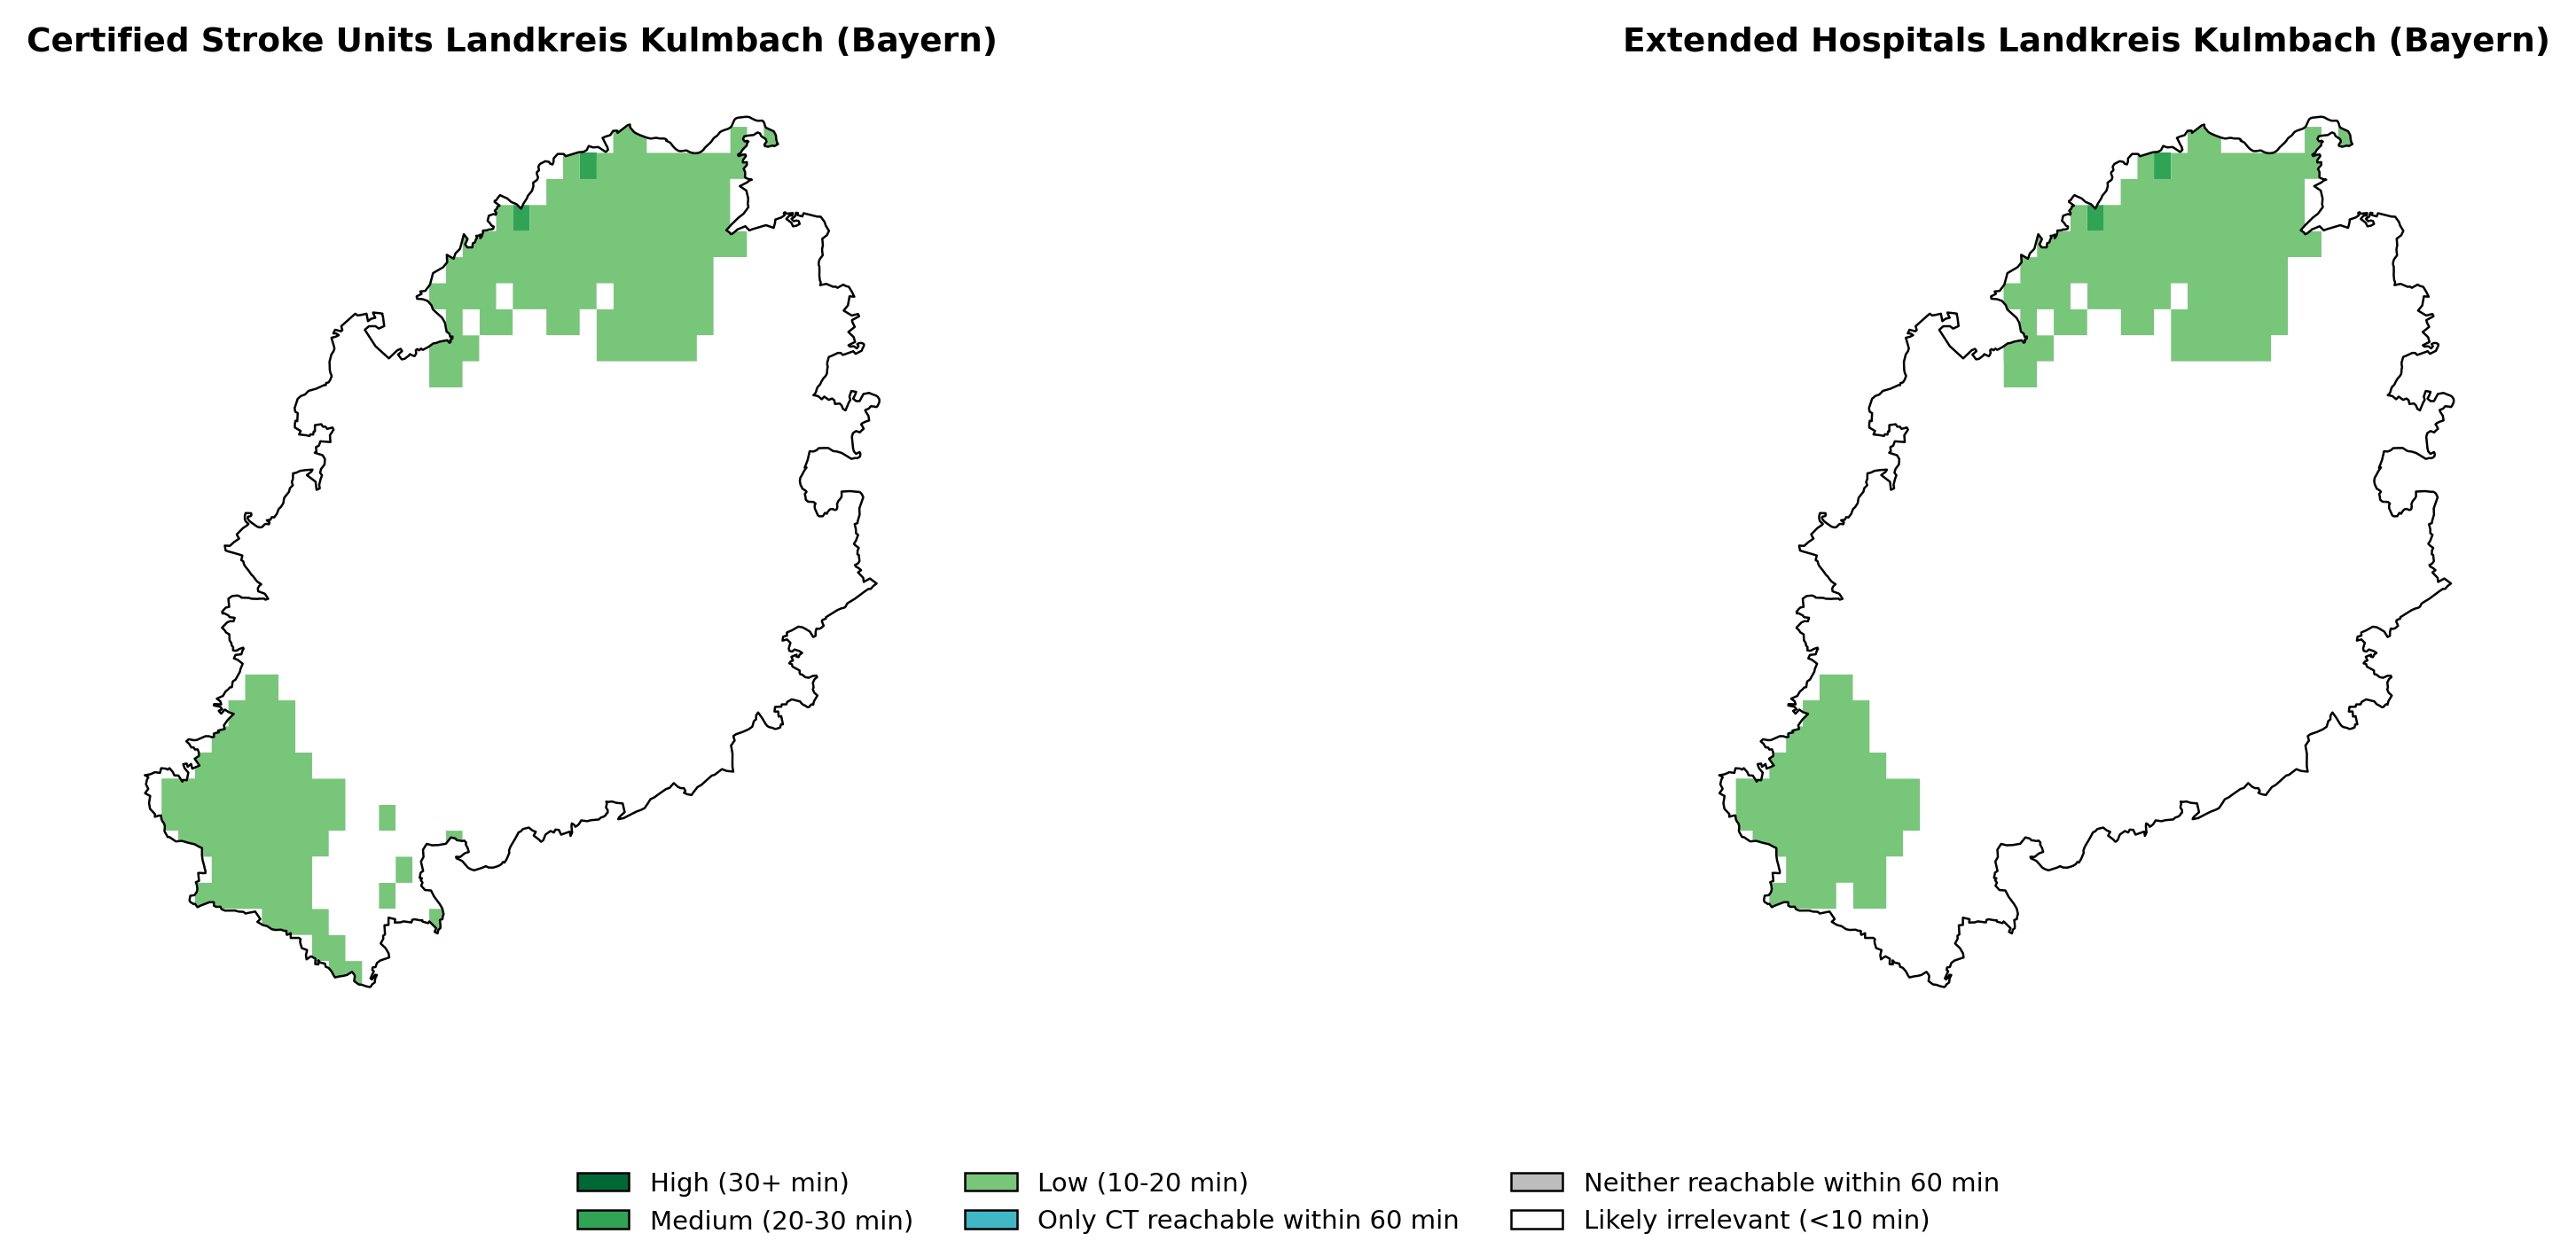 Certified Stroke Units Landkreis Kulmbach (Bayern)
Extended Hospitals Landkreis Kulmbach (Bayern)
High (30+ min)
Medium (20-30 min)
Low (10-20 min)
Only CT reachable within 60 min
Neither reachable within 60 min
Likely irrelevant (<10 min)